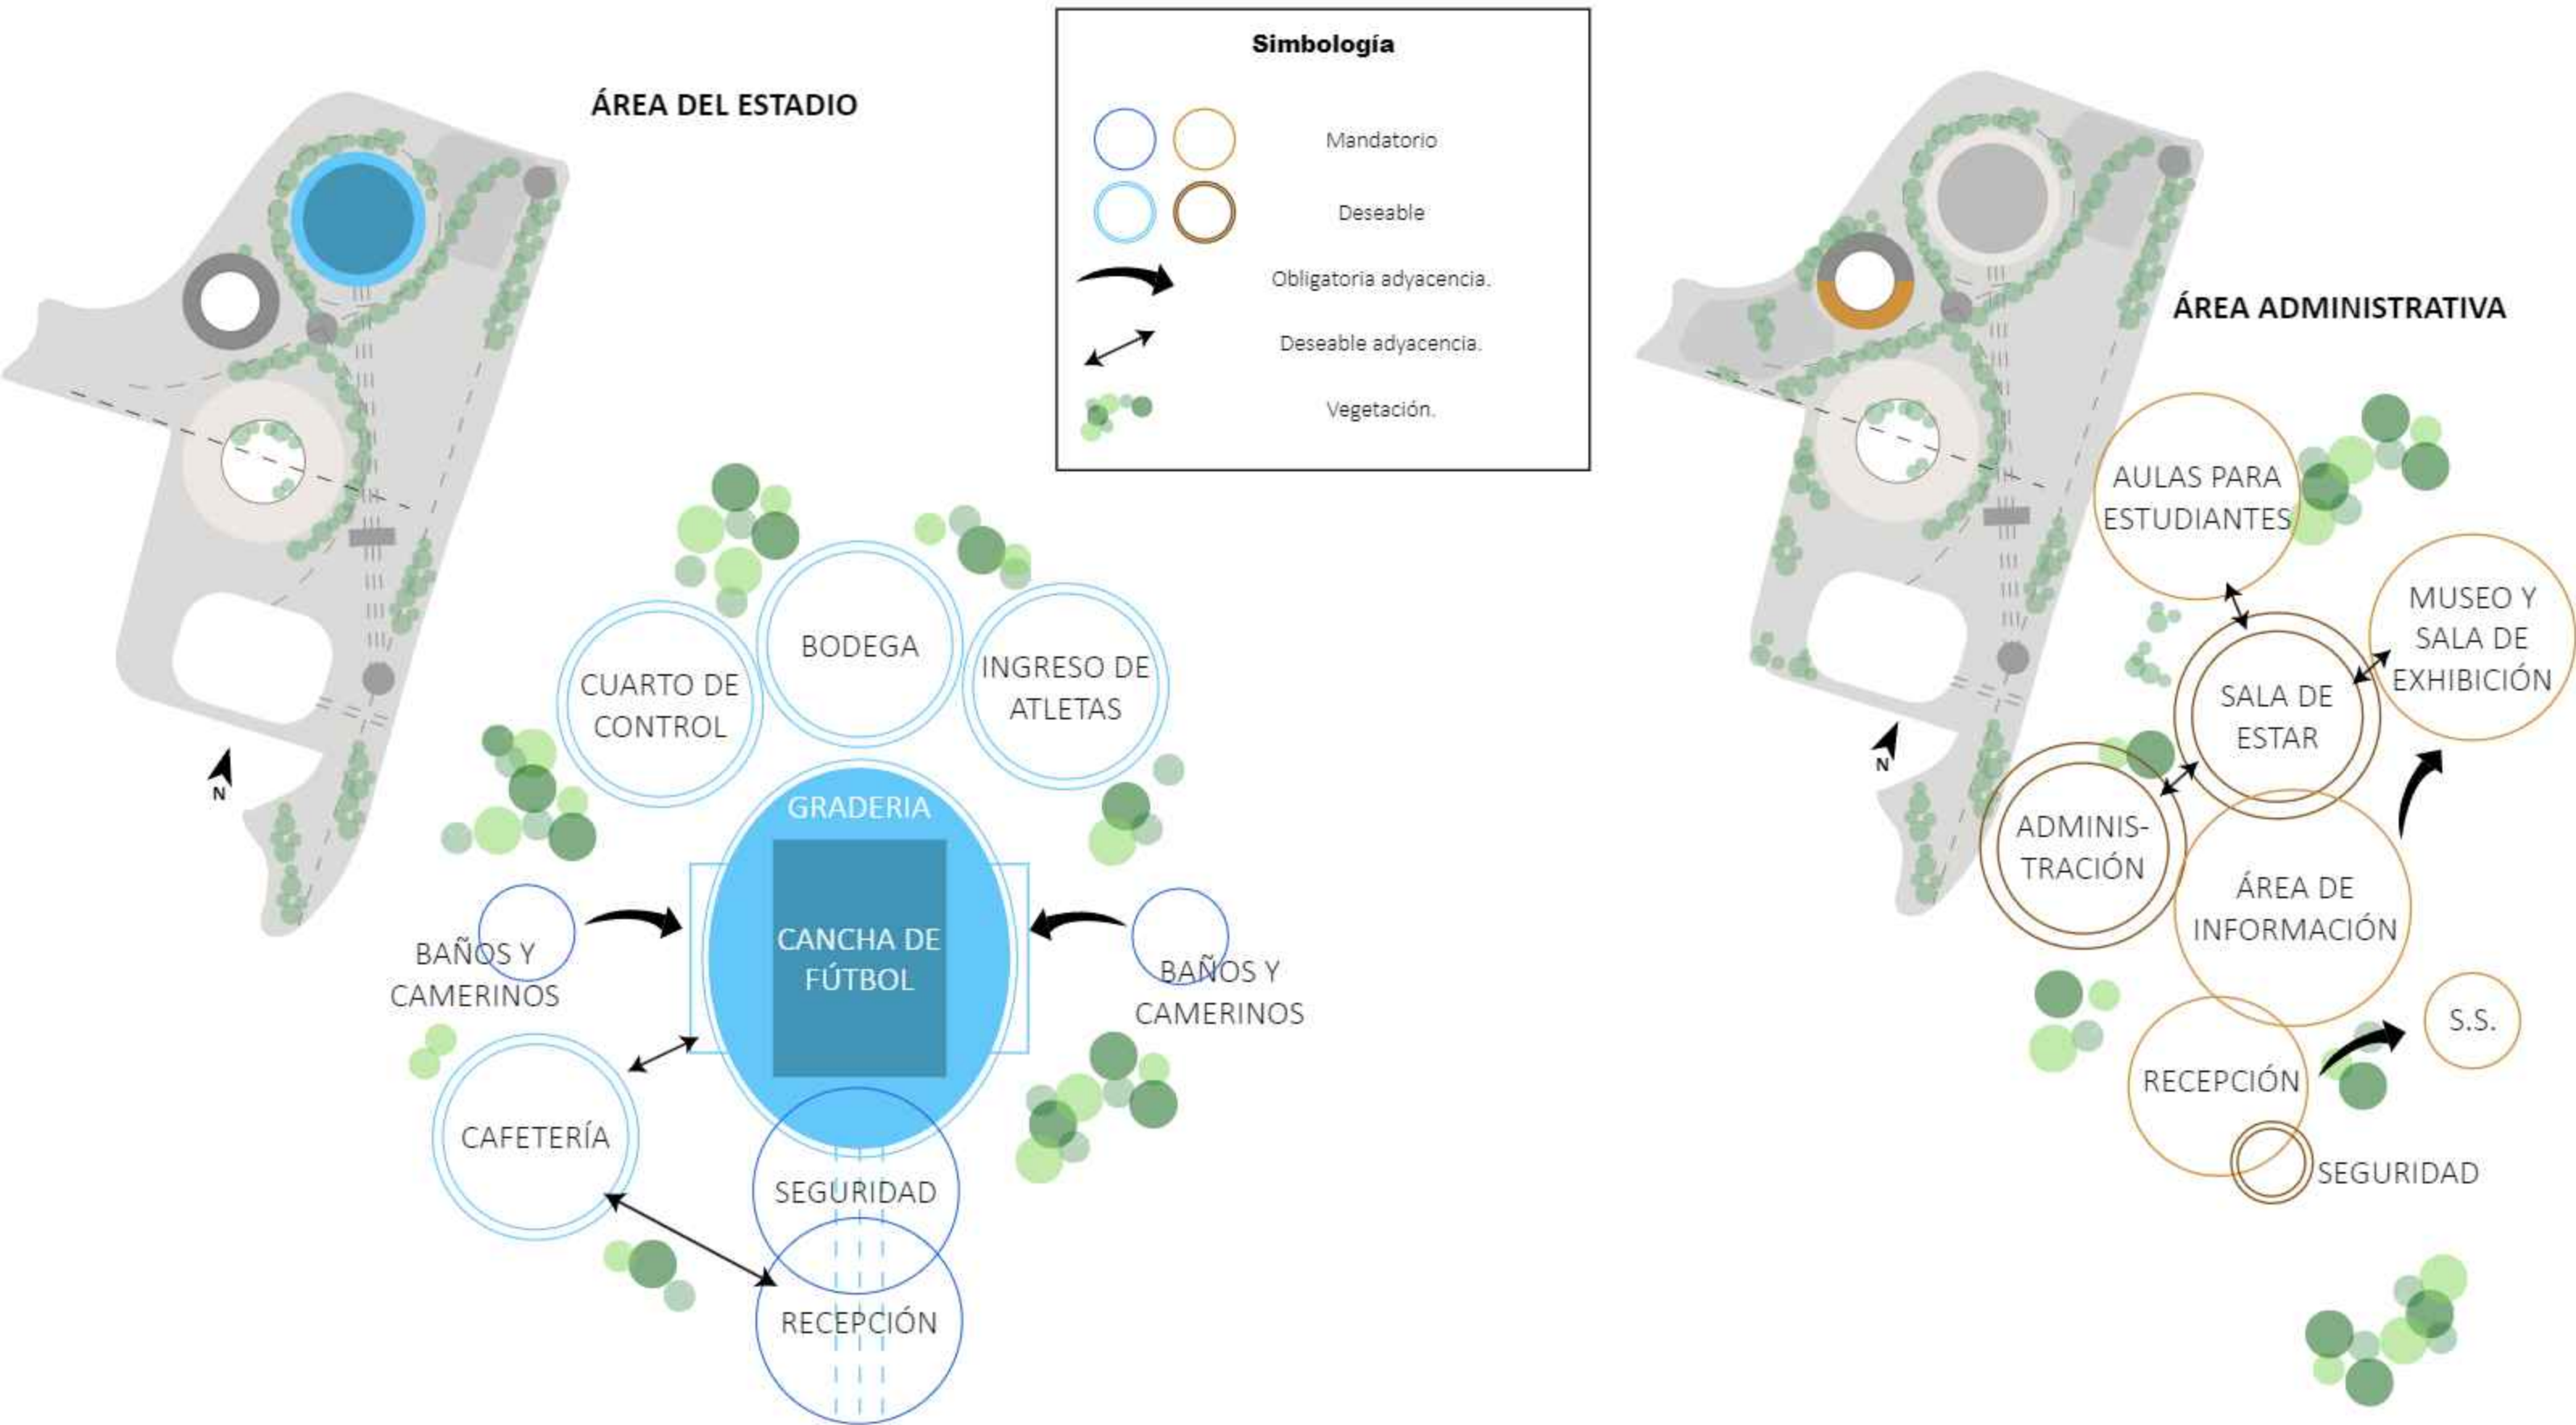 Simbología
Mandatorio
Deseable
Obligatoria adyacencia.
Deseable adyacencia.
Vegetación.
ÁREA DEL ESTADIO
N
CUARTO DE
CONTROL
BODEGA
INGRESO DE
ATLETAS
GRADERIA
CANCHA DE
FÚTBOL
BAÑOS Y
CAMERINOS
BAÑOS Y
CAMERINOS
CAFETERÍA
SEGURIDAD
RECEPCIÓN
ÁREA ADMINISTRATIVA
N
AULAS PARA
ESTUDIANTES
MUSEO Y
SALA DE
EXHIBICIÓN
SALA DE
ESTAR
ADMINIS-
TRACIÓN
ÁREA DE
INFORMACIÓN
S.S.
RECEPCIÓN
SEGURIDAD